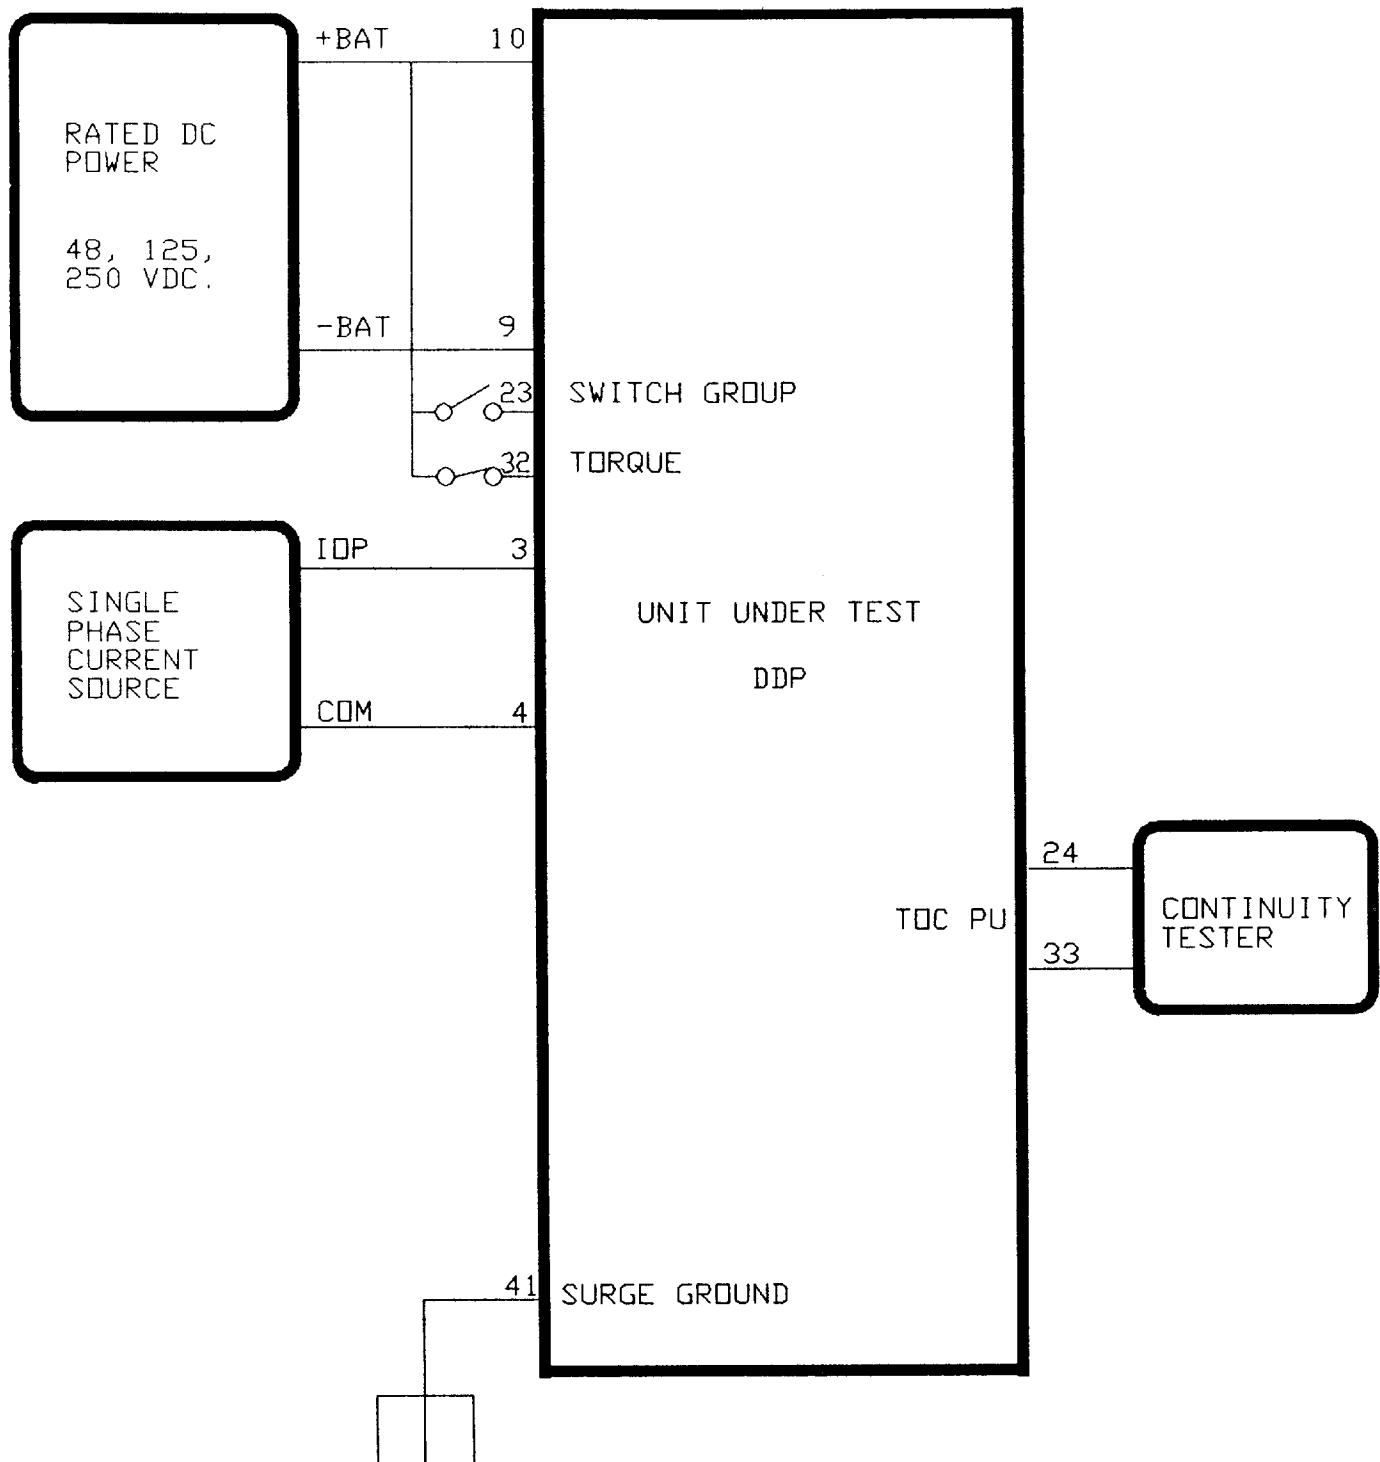 +BAT 10
RATED DC
POWER
48, 125,
250 VDC.
-BAT 9
23 SWITCH GROUP
32 TORQUE
IOP 3
SINGLE
PHASE
CURRENT
SOURCE
COM 4
UNIT UNDER TEST
DDP
24
TOC PU
33
CONTINUITY
TESTER
41 SURGE GROUND